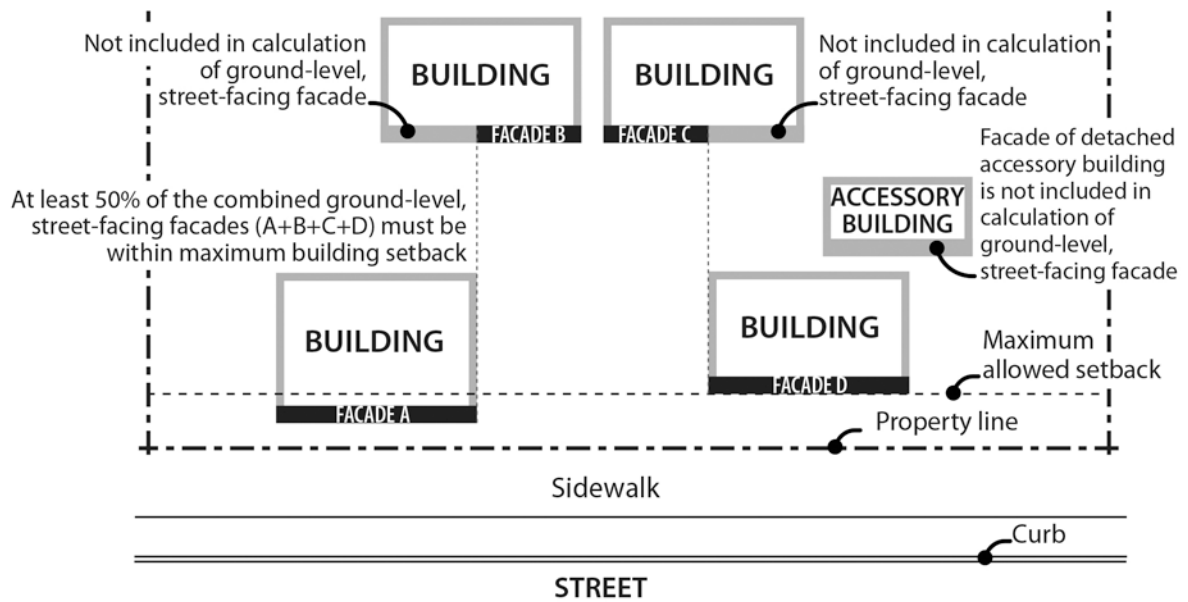 Not included in calculation
of ground-level,
street-facing facade
BUILDING
FACADE B
BUILDING
FACADE C
Not included in calculation
of ground-level,
street-facing facade
At least 50% of the combined ground-level,
street-facing facades (A+B+C+D) must be
within maximum building setback
ACCESSORY
BUILDING
Facade of detached
accessory building
is not included in
calculation of
ground-level,
street-facing facade
BUILDING
FACADE A
BUILDING
FACADE D
Maximum
allowed setback
Property line
Sidewalk
Curb
STREET